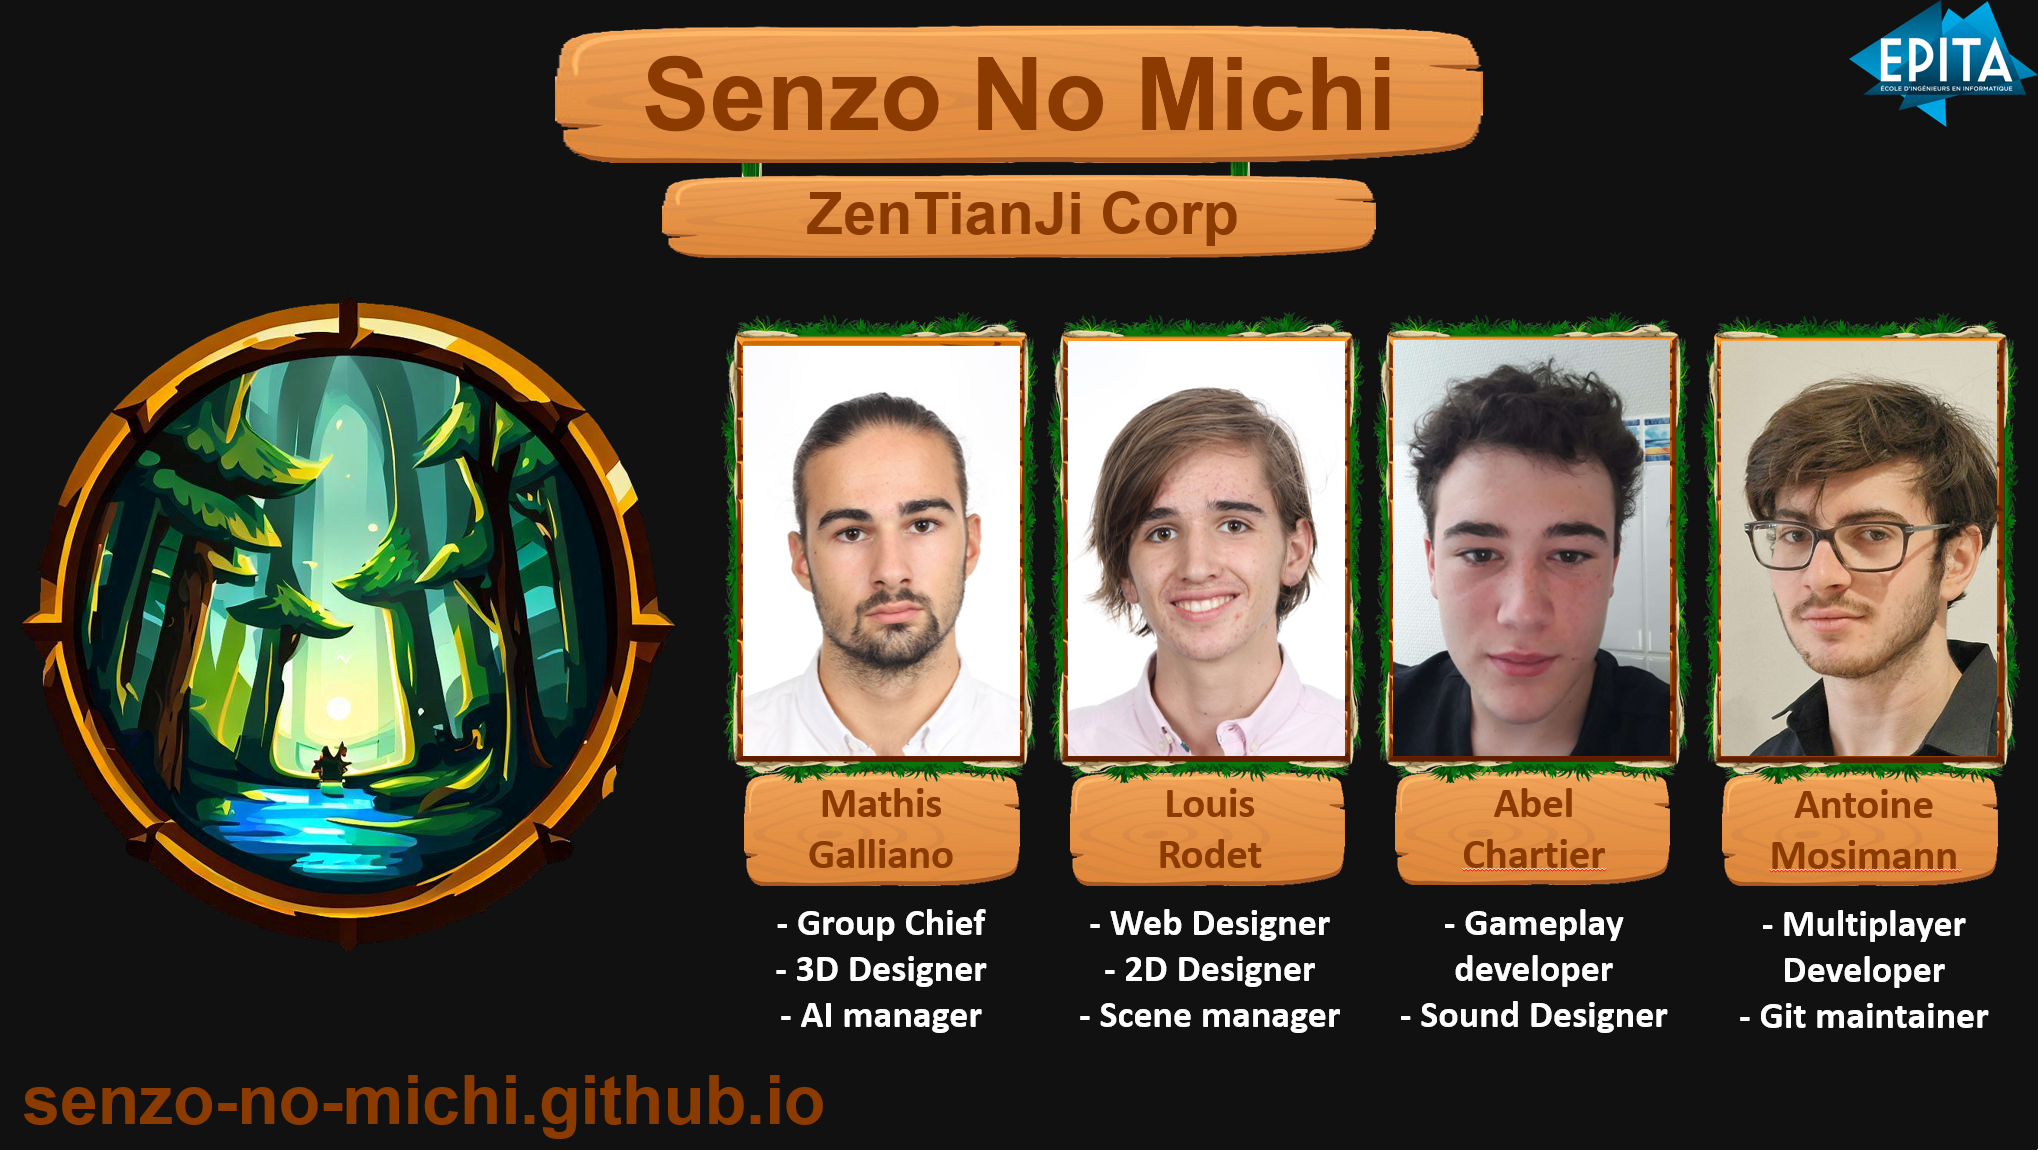 Senzo No Michi
EPITA
ÉCOLE D'INGÉNIEURS EN INFORMATIQUE
ZenTianJi Corp
Mathis
Galliano
- Group Chief
- 3D Designer
- AI manager
Louis
Rodet
- Web Designer
- 2D Designer
- Scene manager
Abel
Chartier
- Gameplay
developer
- Sound Designer
Antoine
Mosimann
- Multiplayer
Developer
- Git maintainer
senzo-no-michi.github.io